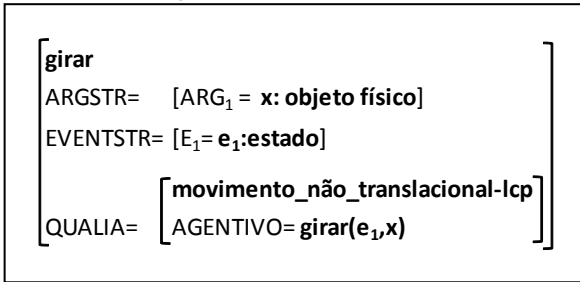 girar
ARGSTR= [ARG₁ = x: objeto físico]
EVENTSTR= [E₁= e₁:estado]
movimento_não_translacional-lcp
QUALIA= AGENTIVO= girar(e₁,x)